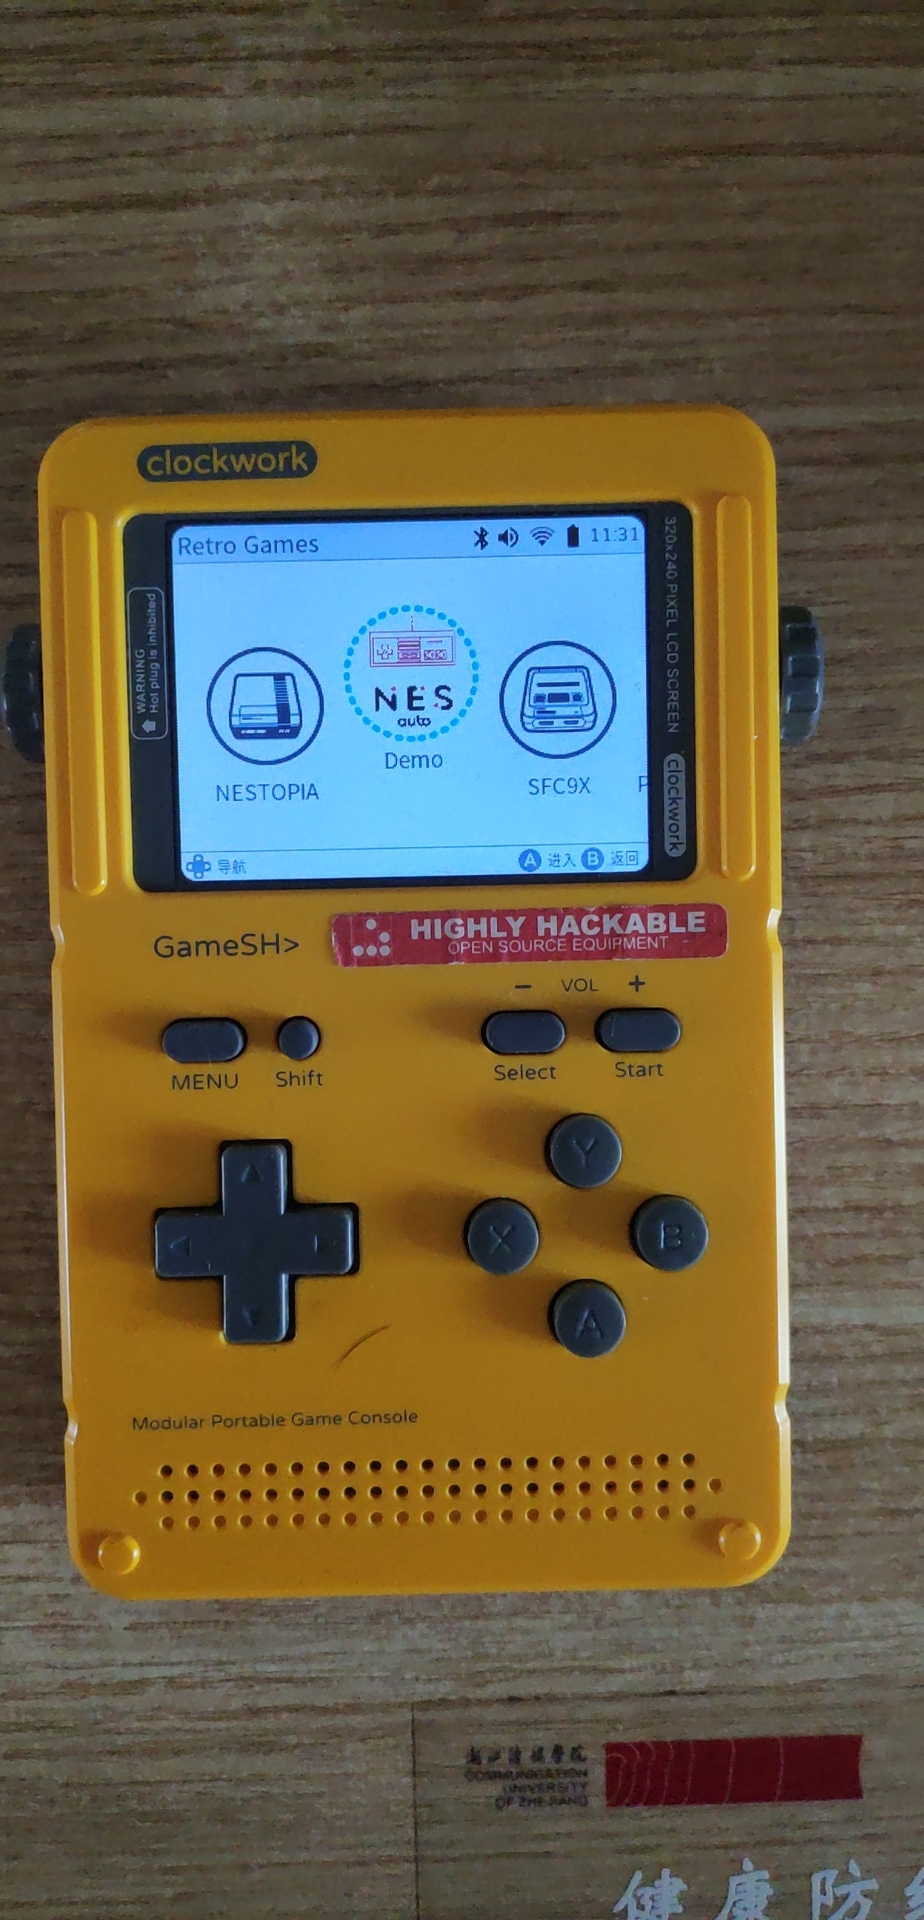 clockwork
Retro Games 11:31
WARNING
Hot plug is inhibited
320x240 PIXEL LCD SCREEN clockwork
NES
auto
Demo
NESTOPIA
SFC9X
P
导航
A 进入 B 返回
GameSH>
HIGHLY HACKABLE
OPEN SOURCE EQUIPMENT
- VOL +
MENU
Shift
Select
Start
Y
X
B
A
Modular Portable Game Console
浙江传媒学院
COMMUNICATION
UNIVERSITY
OF ZHEJIANG
健康防